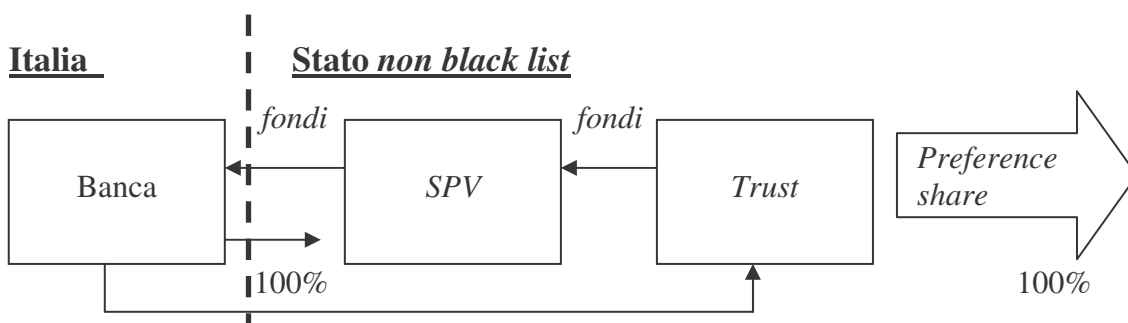 Italia
Stato non black list
fondi
fondi
Banca
SPV
Trust
Preference
share
100%
100%